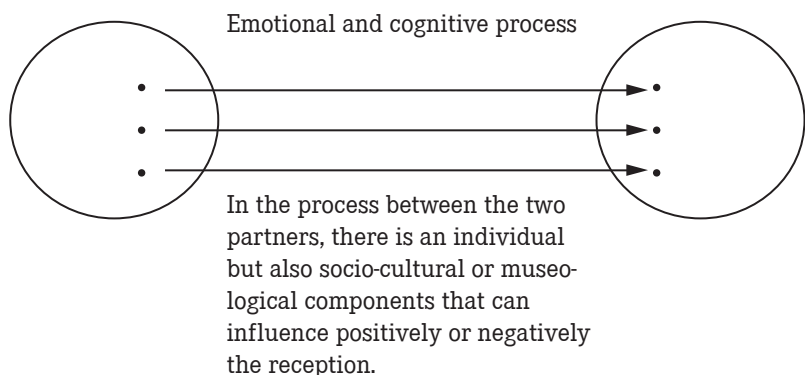 Emotional and cognitive process
In the process between the two
partners, there is an individual
but also socio-cultural or museo-
logical components that can
influence positively or negatively
the reception.